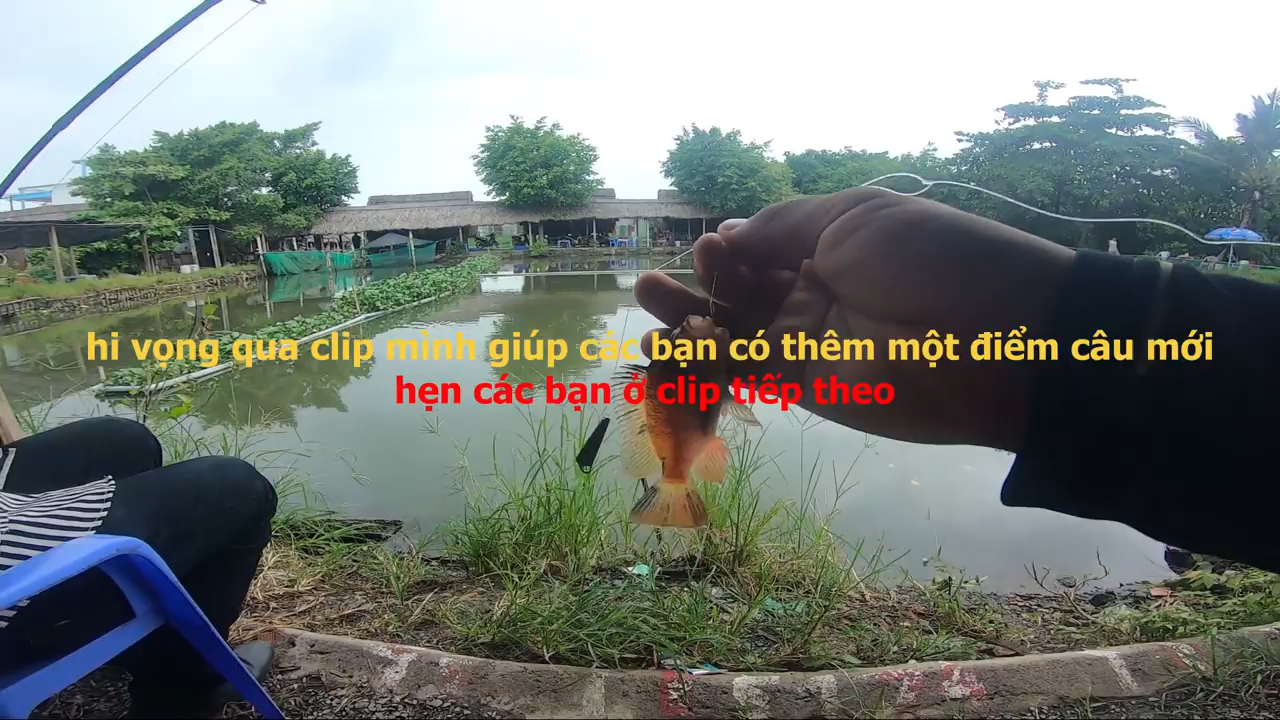 hi vọng qua clip mình giúp các bạn có thêm một điểm câu mới
hẹn các bạn ở clip tiếp theo